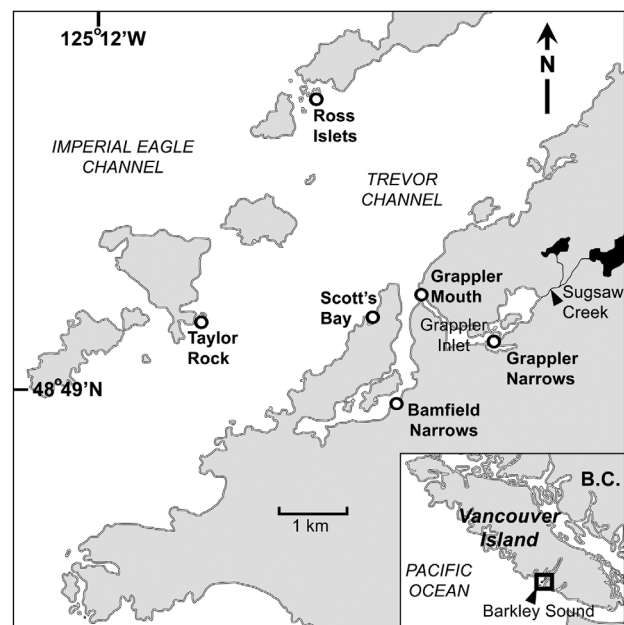 125°12'W
N
Ross
Islets
IMPERIAL EAGLE
CHANNEL
TREVOR
CHANNEL
Grappler
Mouth
Scott's
Bay
Sugsaw
Creek
Grappler
Inlet
Taylor
Rock
Grappler
Narrows
48°49'N
Bamfield
Narrows
1 km
B.C.
Vancouver
Island
PACIFIC
OCEAN
Barkley Sound